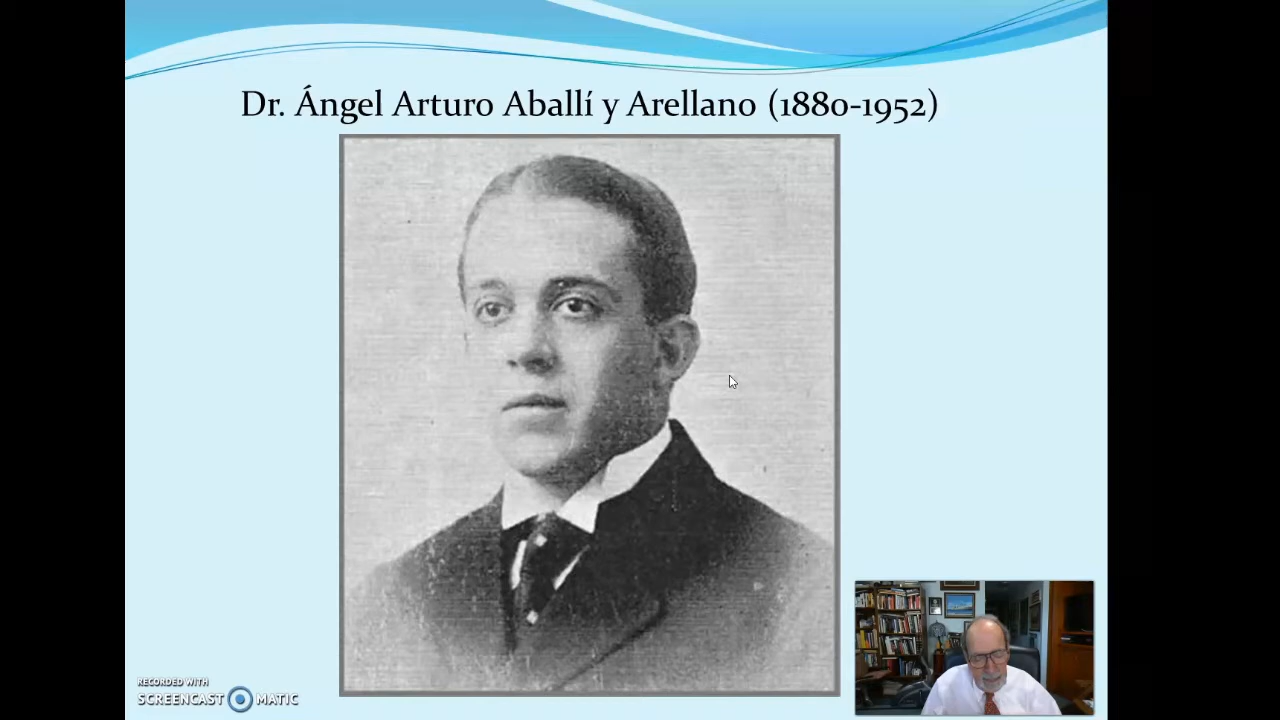 Dr. Ángel Arturo Aballí y Arellano (1880-1952)
RECORDED WITH
SCREENCAST MATIC